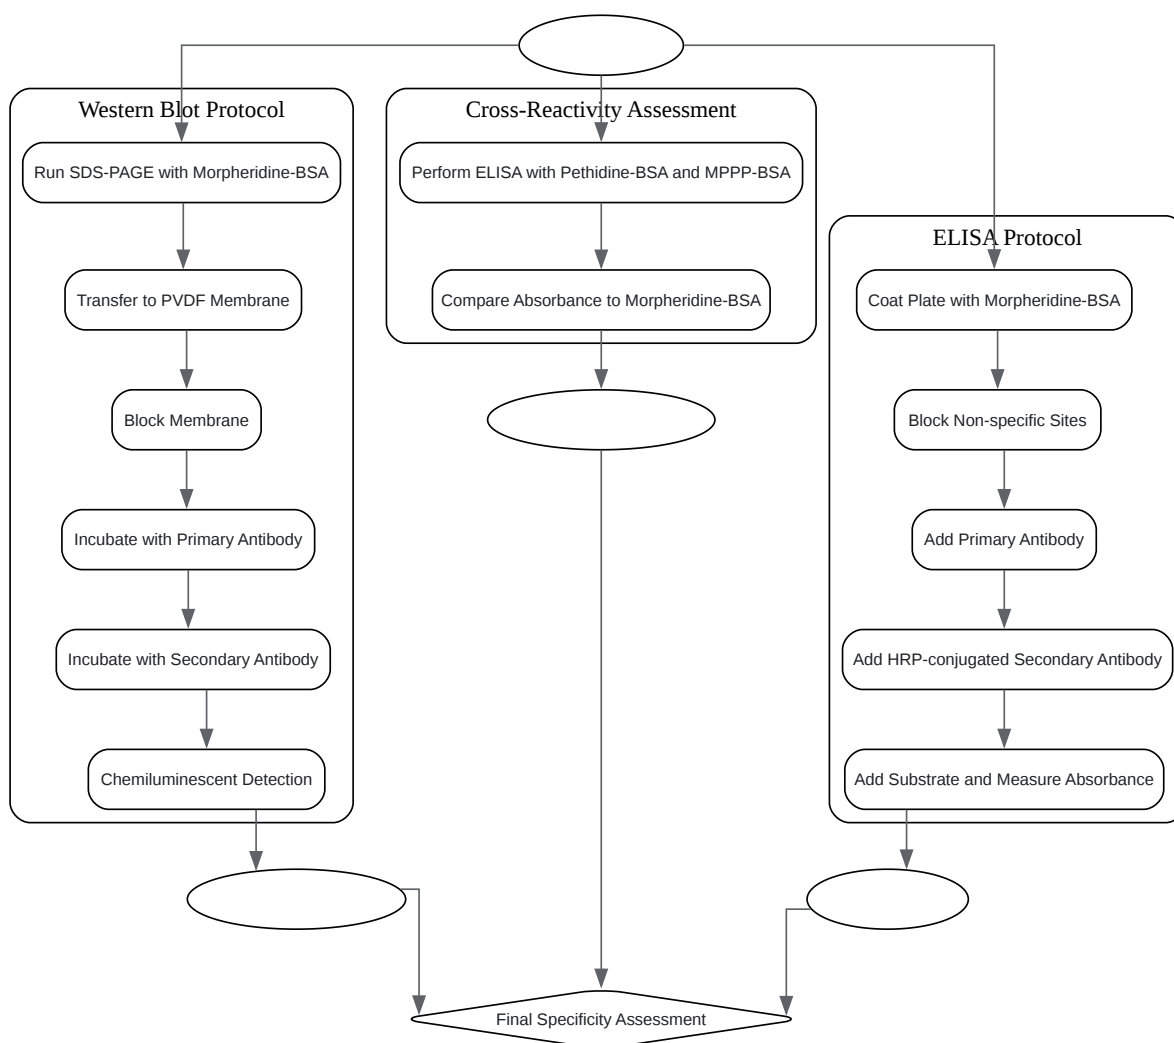 Western Blot Protocol
Run SDS-PAGE with Morpheridine-BSA
Transfer to PVDF Membrane
Block Membrane
Incubate with Primary Antibody
Incubate with Secondary Antibody
Chemiluminescent Detection
Cross-Reactivity Assessment
Perform ELISA with Pethidine-BSA and MPPP-BSA
Compare Absorbance to Morpheridine-BSA
ELISA Protocol
Coat Plate with Morpheridine-BSA
Block Non-specific Sites
Add Primary Antibody
Add HRP-conjugated Secondary Antibody
Add Substrate and Measure Absorbance
Final Specificity Assessment